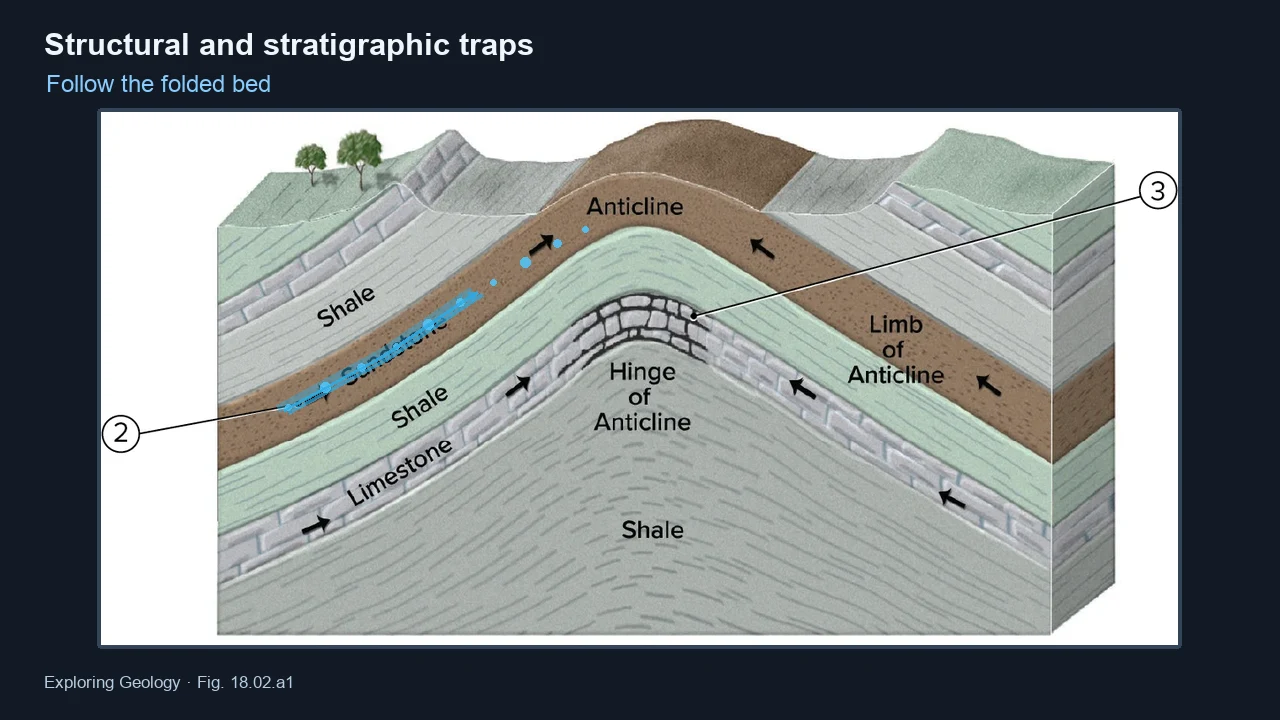 Structural and stratigraphic traps
Follow the folded bed
3
Anticline
Shale
Limb
of
Anticline
Sandstone
Hinge
of
Anticline
Shale
2
Limestone
Shale
Exploring Geology · Fig. 18.02.a1